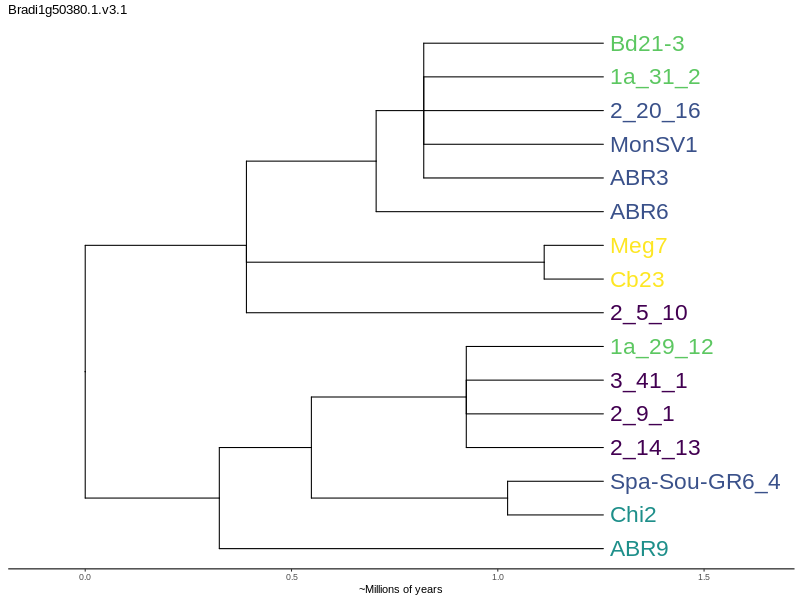 Bradi1g50380.1.v3.1
Bd21-3
1a_31_2
2_20_16
MonSV1
ABR3
ABR6
Meg7
Cb23
2_5_10
1a_29_12
3_41_1
2_9_1
2_14_13
Spa-Sou-GR6_4
Chi2
ABR9
0.0 0.5 1.0 1.5
~Millions of years